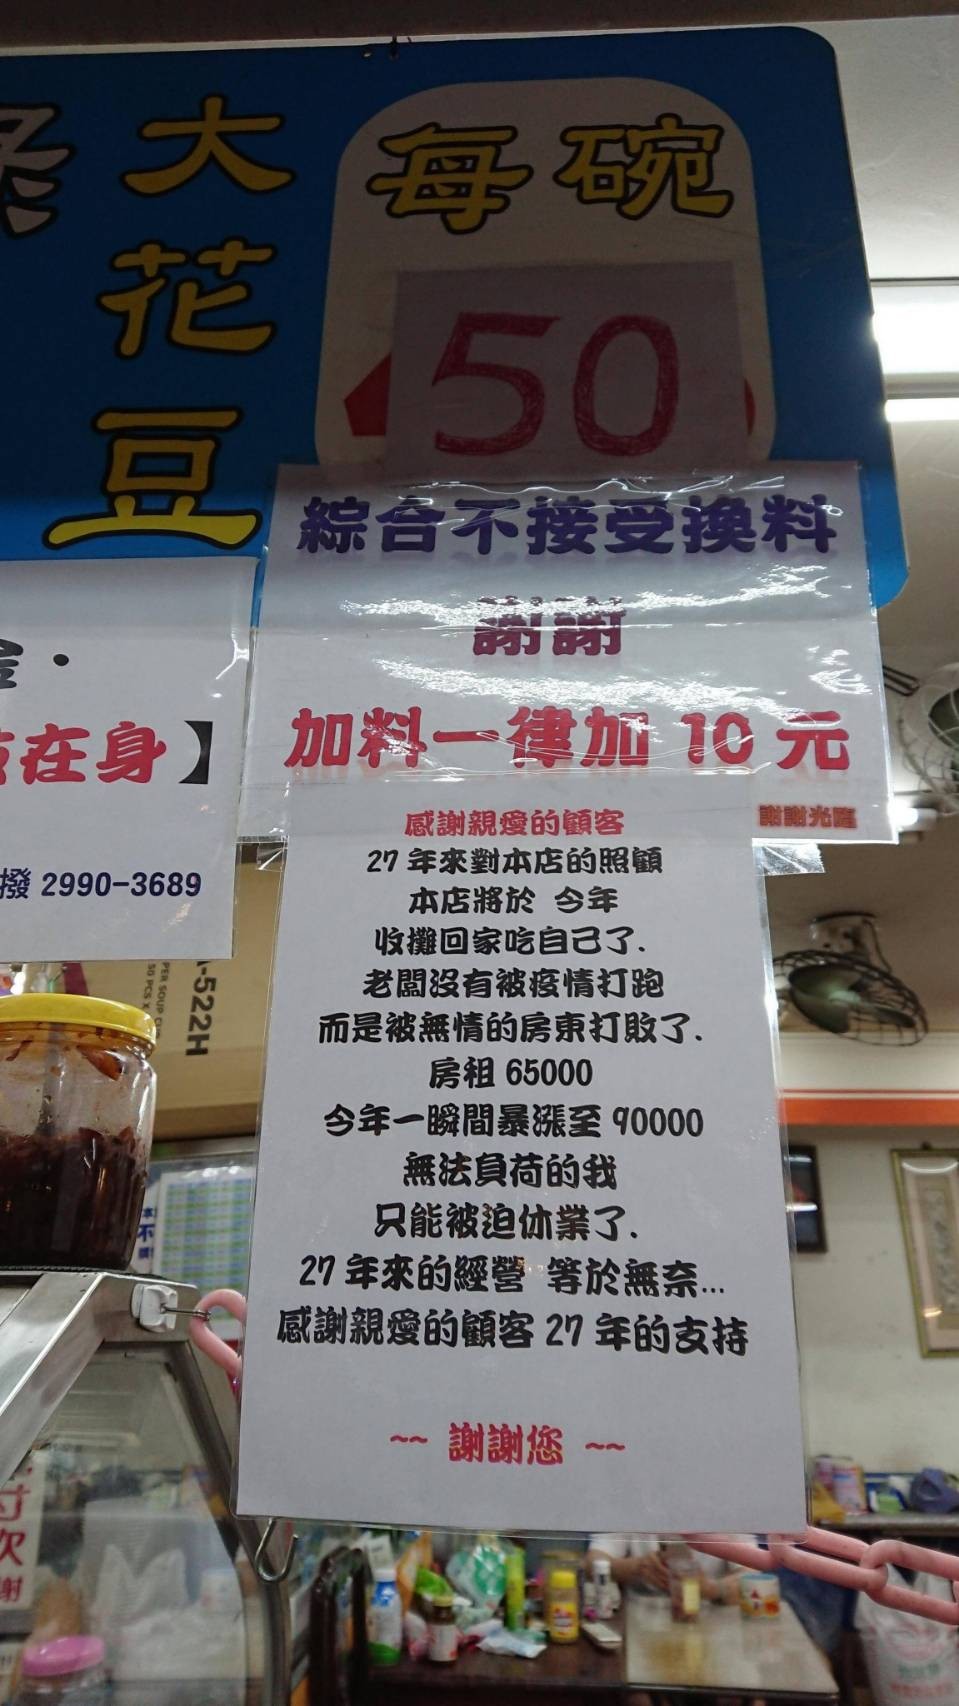 大花豆
每碗
50
綜合不接受換料
謝謝
加料一律加 10 元
謝謝光臨
在身】
撥 2990-3689
感謝親愛的顧客
27 年來對本店的照顧
本店將於 今年
收攤回家吃自己了.
老闆沒有被疫情打跑
而是被無情的房東打敗了.
房租 65000
今年一瞬間暴漲至 90000
無法負荷的我
只能被迫休業了.
27 年來的經營 等於無奈...
感謝親愛的顧客 27 年的支持
~~ 謝謝您 ~~
-522H
50 PCS X